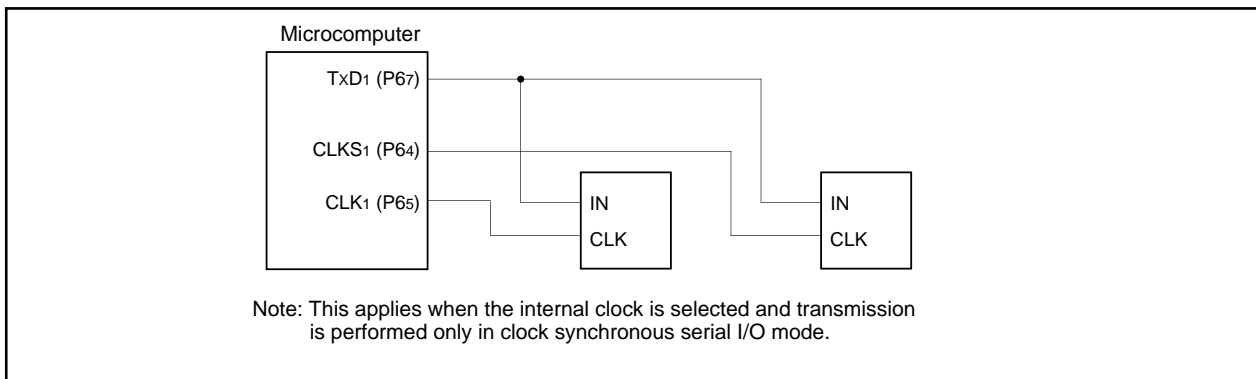 Microcomputer
TxD1 (P67)
CLKS1 (P64)
CLK1 (P65)
IN
CLK
IN
CLK
Note: This applies when the internal clock is selected and transmission
is performed only in clock synchronous serial I/O mode.